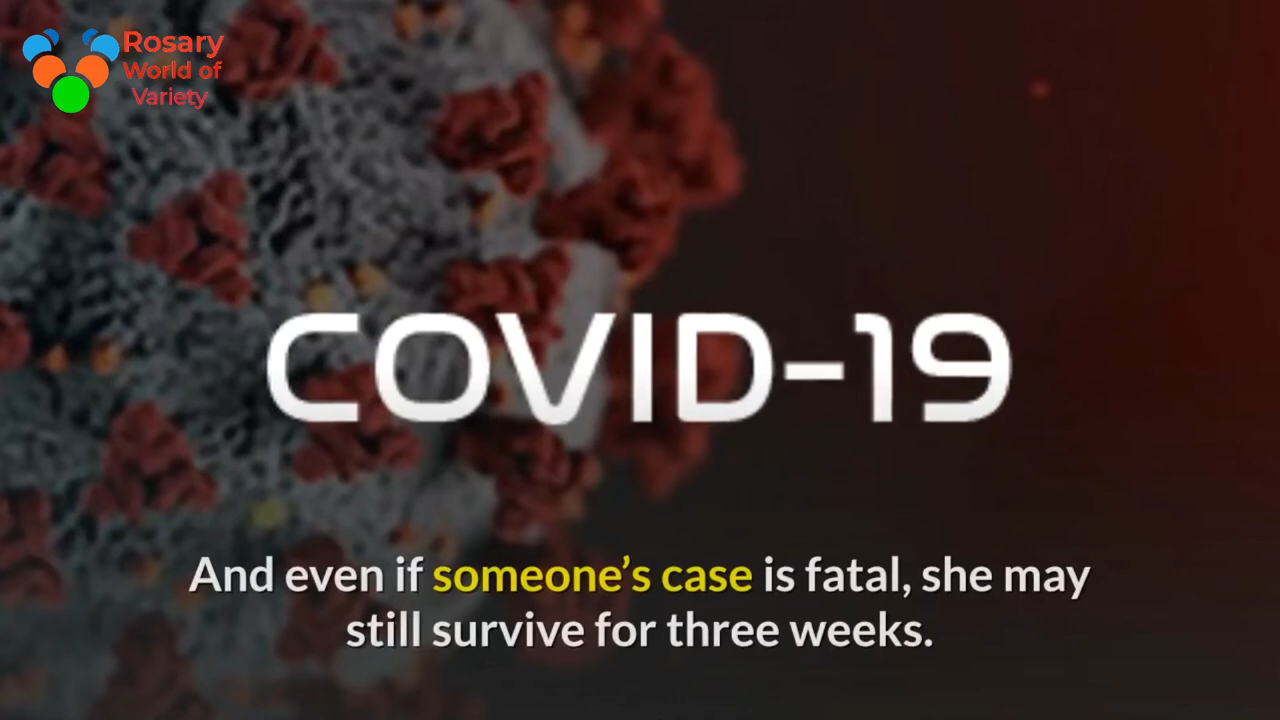 Rosary
World of
Variety
COVID-19
And even if someone’s case is fatal, she may
still survive for three weeks.